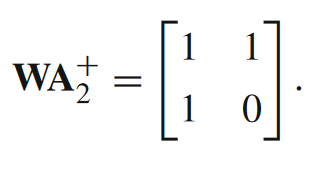 WA₂⁺ = [1 1
1 0].